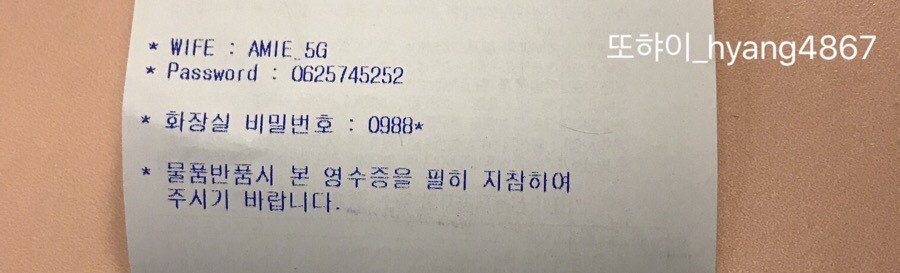 * WIFE : AMIE_5G
또햐이_hyang4867
* Password : 0625745252
* 화장실 비밀번호 : 0988*
* 물품반품시 본 영수증을 필히 지참하여
주시기 바랍니다.